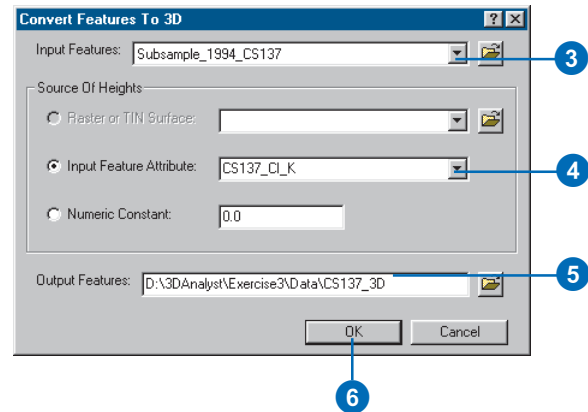 Convert Features To 3D
Input Features: Subsample_1994_CS137
3
Source Of Heights
Raster or TIN Surface:
Input Feature Attribute: CS137_CI_K
4
Numeric Constant: 0.0
Output Features: D:\3DAnalyst\Exercise3\Data\CS137_3D
5
OK Cancel
6